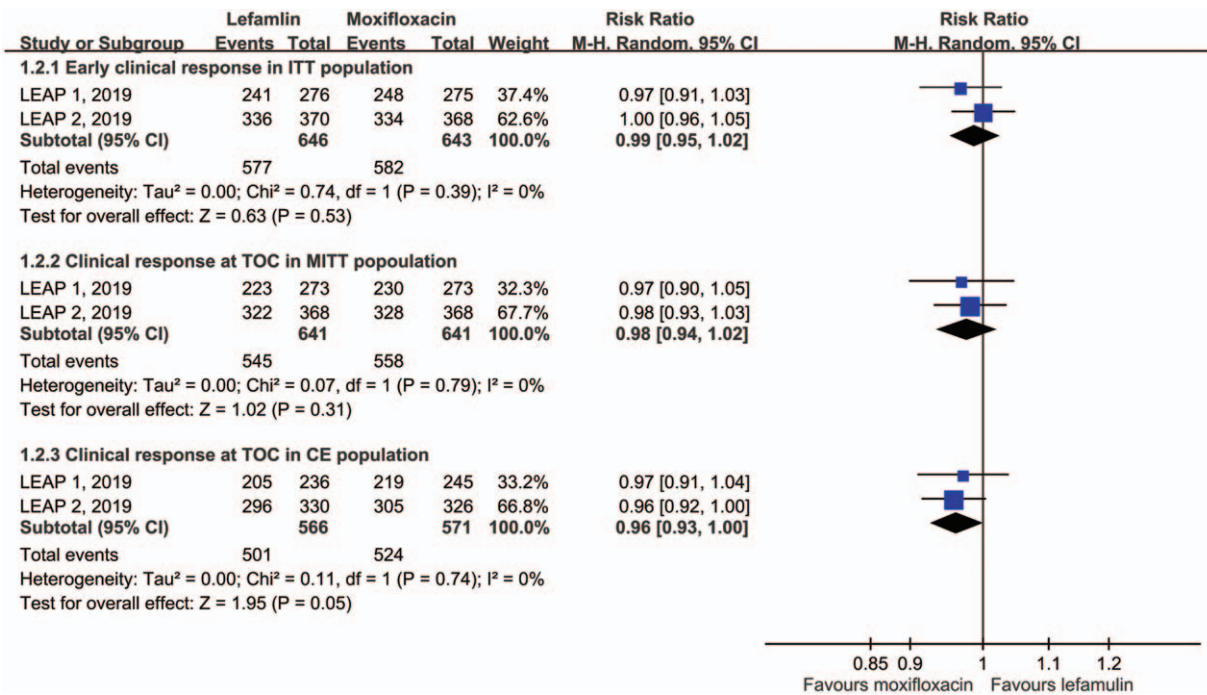 Lefamlin Moxifloxacin Risk Ratio Risk Ratio
Study or Subgroup Events Total Events Total Weight M-H. Random. 95% CI M-H. Random. 95% CI
1.2.1 Early clinical response in ITT population
LEAP 1, 2019 241 276 248 275 37.4% 0.97 [0.91, 1.03]
LEAP 2, 2019 336 370 334 368 62.6% 1.00 [0.96, 1.05]
Subtotal (95% CI) 646 643 100.0% 0.99 [0.95, 1.02]
Total events 577 582
Heterogeneity: Tau² = 0.00; Chi² = 0.74, df = 1 (P = 0.39); I² = 0%
Test for overall effect: Z = 0.63 (P = 0.53)
1.2.2 Clinical response at TOC in MITT popoulation
LEAP 1, 2019 223 273 230 273 32.3% 0.97 [0.90, 1.05]
LEAP 2, 2019 322 368 328 368 67.7% 0.98 [0.93, 1.03]
Subtotal (95% CI) 641 641 100.0% 0.98 [0.94, 1.02]
Total events 545 558
Heterogeneity: Tau² = 0.00; Chi² = 0.07, df = 1 (P = 0.79); I² = 0%
Test for overall effect: Z = 1.02 (P = 0.31)
1.2.3 Clinical response at TOC in CE population
LEAP 1, 2019 205 236 219 245 33.2% 0.97 [0.91, 1.04]
LEAP 2, 2019 296 330 305 326 66.8% 0.96 [0.92, 1.00]
Subtotal (95% CI) 566 571 100.0% 0.96 [0.93, 1.00]
Total events 501 524
Heterogeneity: Tau² = 0.00; Chi² = 0.11, df = 1 (P = 0.74); I² = 0%
Test for overall effect: Z = 1.95 (P = 0.05)
0.85 0.9 1 1.1 1.2
Favours moxifloxacin Favours lefamulin